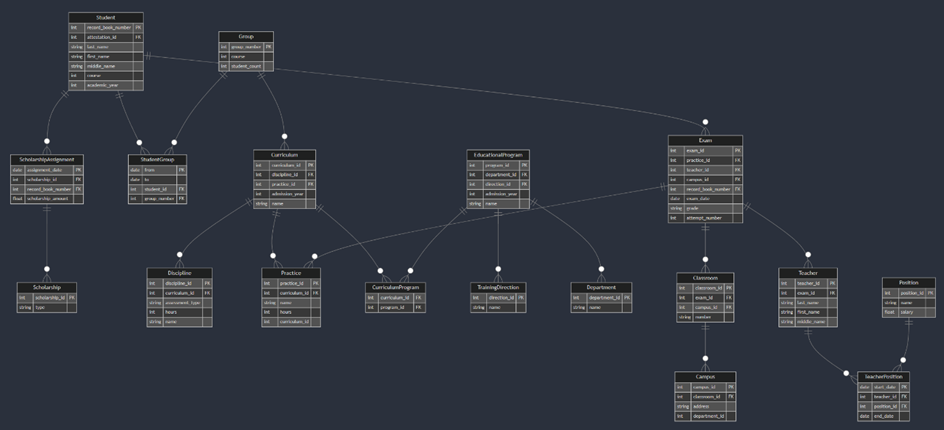 Student
int record_book_number PK
int attestation_id FK
string last_name
string first_name
string middle_name
int course
int academic_year
Group
int group_number PK
int course
int student_count
ScholarshipAssignment
date assignment_date PK
int scholarship_id FK
int record_book_number FK
float scholarship_amount
StudentGroup
date from PK
date to
int student_id FK
int group_number FK
Curriculum
int curriculum_id PK
int discipline_id FK
int practice_id FK
int admission_year
string name
EducationalProgram
int program_id PK
int department_id FK
int direction_id FK
int admission_year
string name
Exam
int exam_id PK
int practice_id FK
int teacher_id FK
int campus_id FK
int record_book_number FK
date exam_date
string grade
int attempt_number
Scholarship
int scholarship_id
string type
Discipline
int discipline_id PK
int curriculum_id FK
string assessment_type
int hours
string name
Practice
int practice_id PK
int curriculum_id FK
string name
int hours
int curriculum_id
CurriculumProgram
int curriculum_id FK
int program_id FK
TrainingDirection
int direction_id PK
string name
Department
int department_id PK
string name
Classroom
int classroom_id PK
int exam_id FK
int campus_id FK
string number
Teacher
int teacher_id PK
int exam_id FK
string last_name
string first_name
string middle_name
Position
int position_id PK
string name
float salary
Campus
int campus_id PK
int classroom_id FK
string address
int department_id
TeacherPosition
date start_date PK
int teacher_id FK
int position_id FK
date end_date